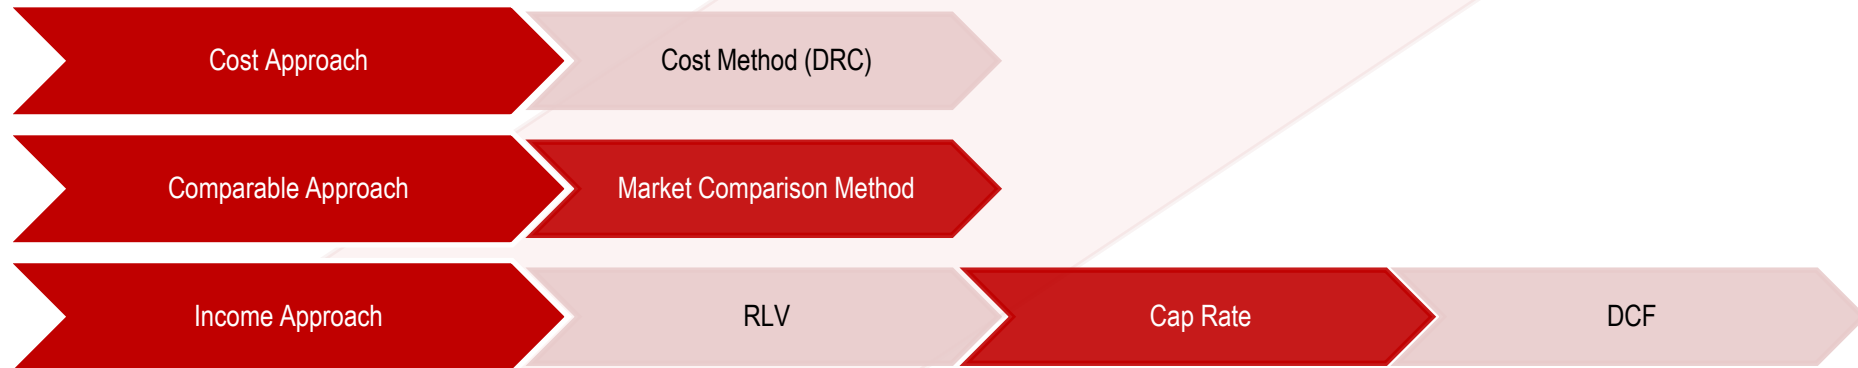 Cost Approach
Cost Method (DRC)
Comparable Approach
Market Comparison Method
Income Approach
RLV
Cap Rate
DCF